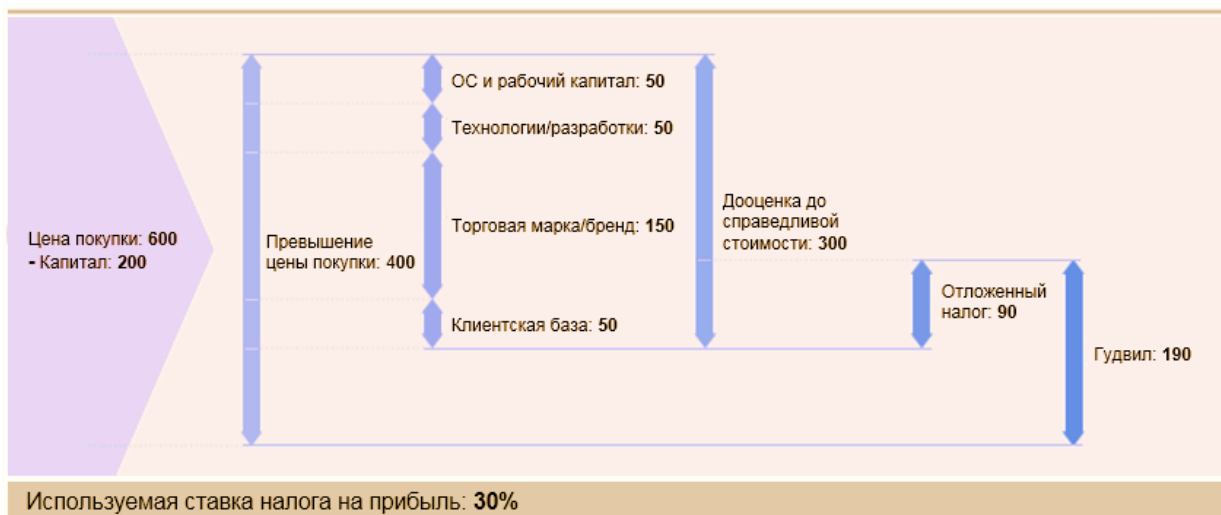 ОС и рабочий капитал: 50
Технологии/разработки: 50
Торговая марка/бренд: 150
Клиентская база: 50
Цена покупки: 600
- Капитал: 200
Превышение
цены покупки: 400
Дооценка до
справедливой
стоимости: 300
Отложенный
налог: 90
Гудвил: 190
Используемая ставка налога на прибыль: 30%